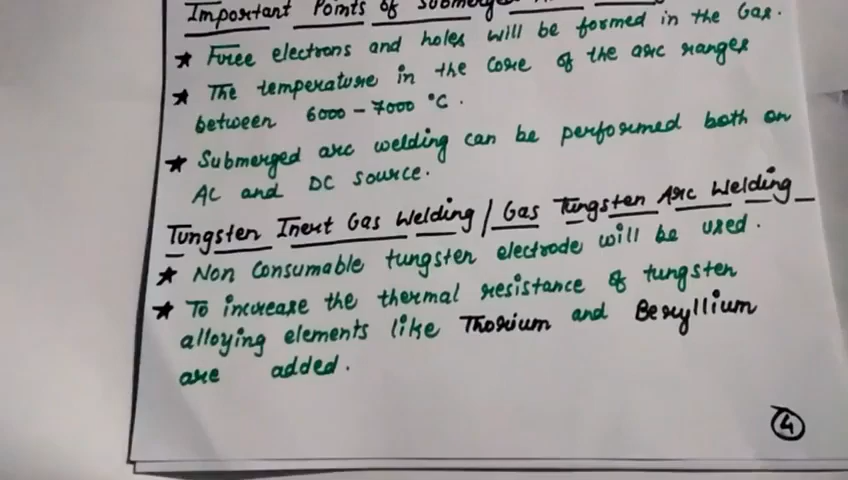 Important Points of Submerged
★ Free electrons and holes will be formed in the Gas.
★ The temperature in the core of the arc ranges
between 6000 - 7000 °C.
★ Submerged arc welding can be performed both on
AC and DC source.
Tungsten Inert Gas Welding / Gas Tungsten Arc Welding
★ Non Consumable tungsten electrode will be used.
★ To increase the thermal resistance of tungsten
alloying elements like Thorium and Beryllium
are added.
4